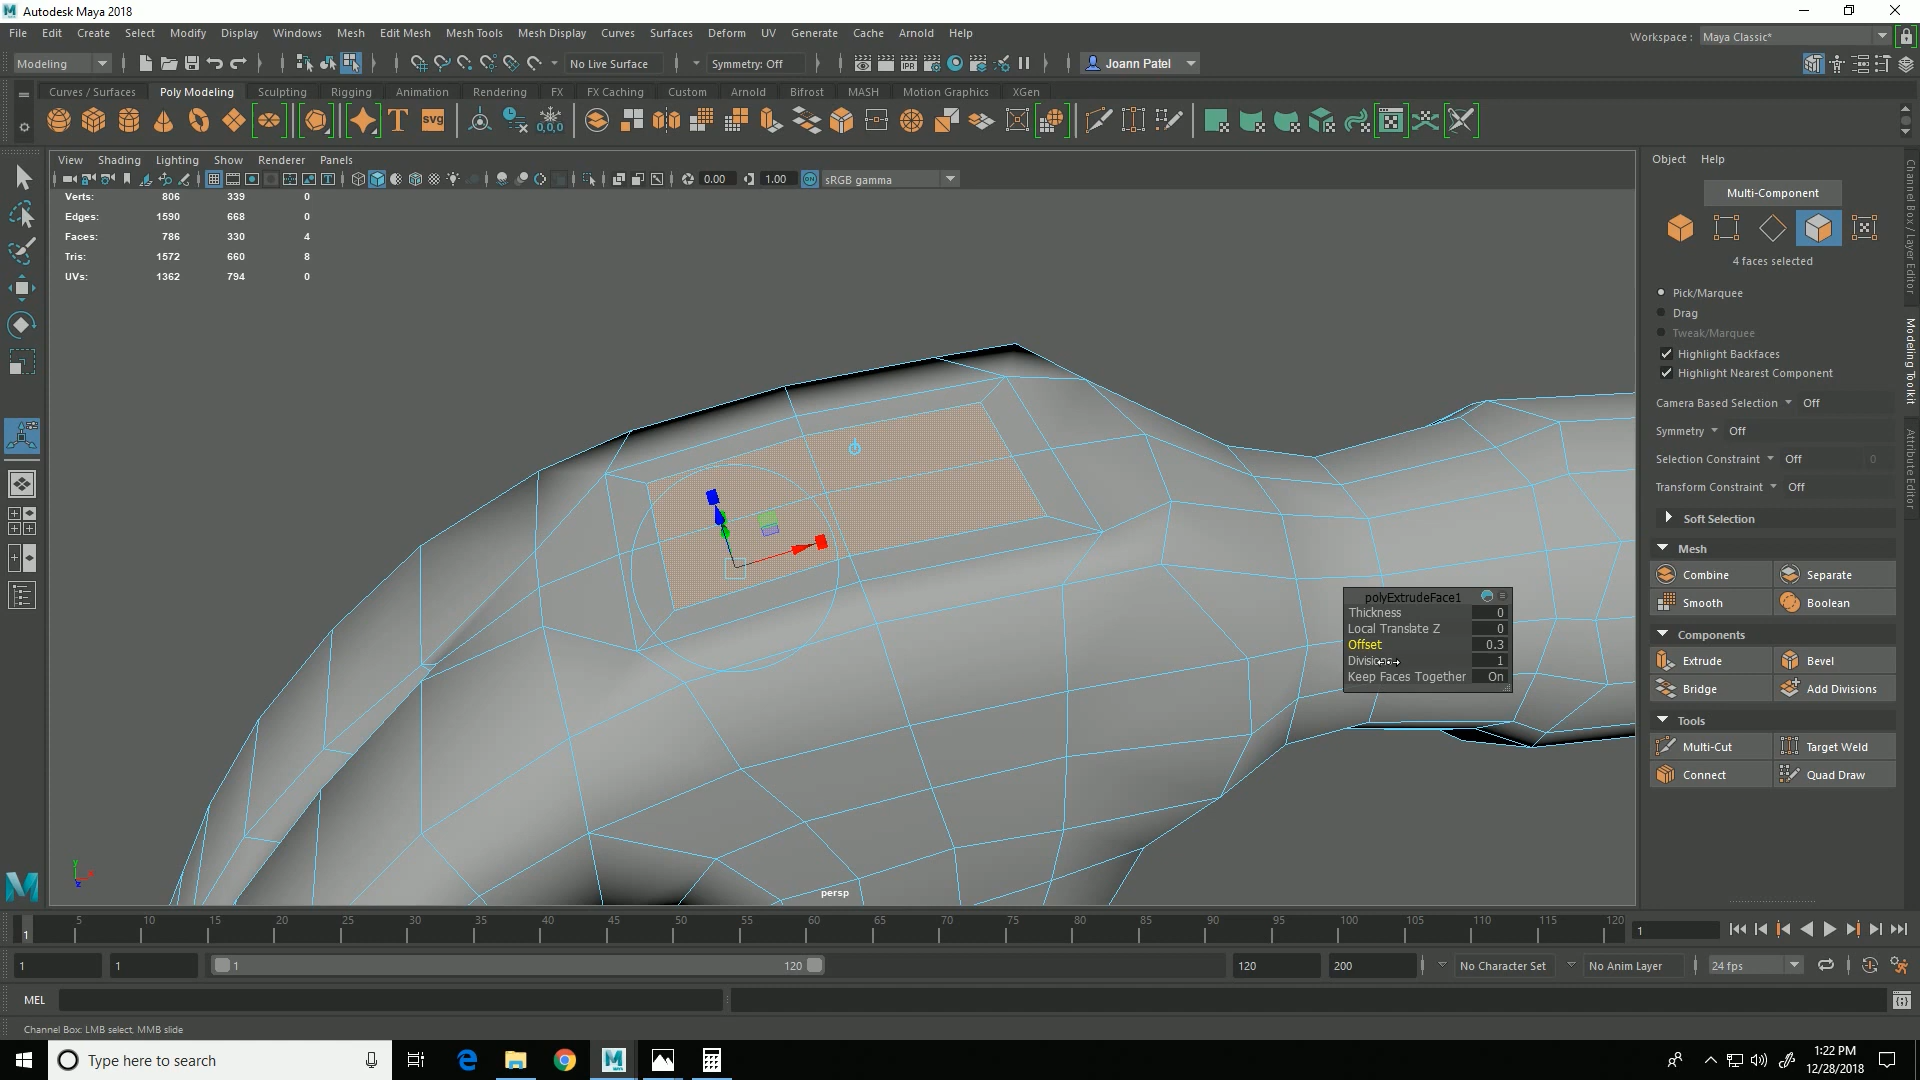 Autodesk Maya 2018
File Edit Create Select Modify Display Windows Mesh Edit Mesh Mesh Tools Mesh Display Curves Surfaces Deform UV Generate Cache Arnold Help
Workspace : Maya Classic*
Modeling No Live Surface Symmetry: Off Joann Patel
Curves / Surfaces Poly Modeling Sculpting Rigging Animation Rendering FX FX Caching Custom Arnold Bifrost MASH Motion Graphics XGen
View Shading Lighting Show Renderer Panels
0.00 1.00 sRGB gamma
Verts: 806 339 0
Edges: 1590 668 0
Faces: 786 330 4
Tris: 1572 660 8
UVs: 1362 794 0
polyExtrudeFace1
Thickness 0
Local Translate Z 0
Offset 0.3
Divisions 1
Keep Faces Together On
persp
Object Help
Multi-Component
4 faces selected
Pick/Marquee
Drag
Tweak/Marquee
Highlight Backfaces
Highlight Nearest Component
Camera Based Selection Off
Symmetry Off
Selection Constraint Off 0
Transform Constraint Off
Soft Selection
Mesh
Combine Separate
Smooth Boolean
Components
Extrude Bevel
Bridge Add Divisions
Tools
Multi-Cut Target Weld
Connect Quad Draw
Channel Box / Layer Editor
Modeling Toolkit
Attribute Editor
1 5 10 15 20 25 30 35 40 45 50 55 60 65 70 75 80 85 90 95 100 105 110 115 120 1
1 1 1 120 120 200 No Character Set No Anim Layer 24 fps
MEL
Channel Box: LMB select, MMB slide
Type here to search
1:22 PM
12/28/2018